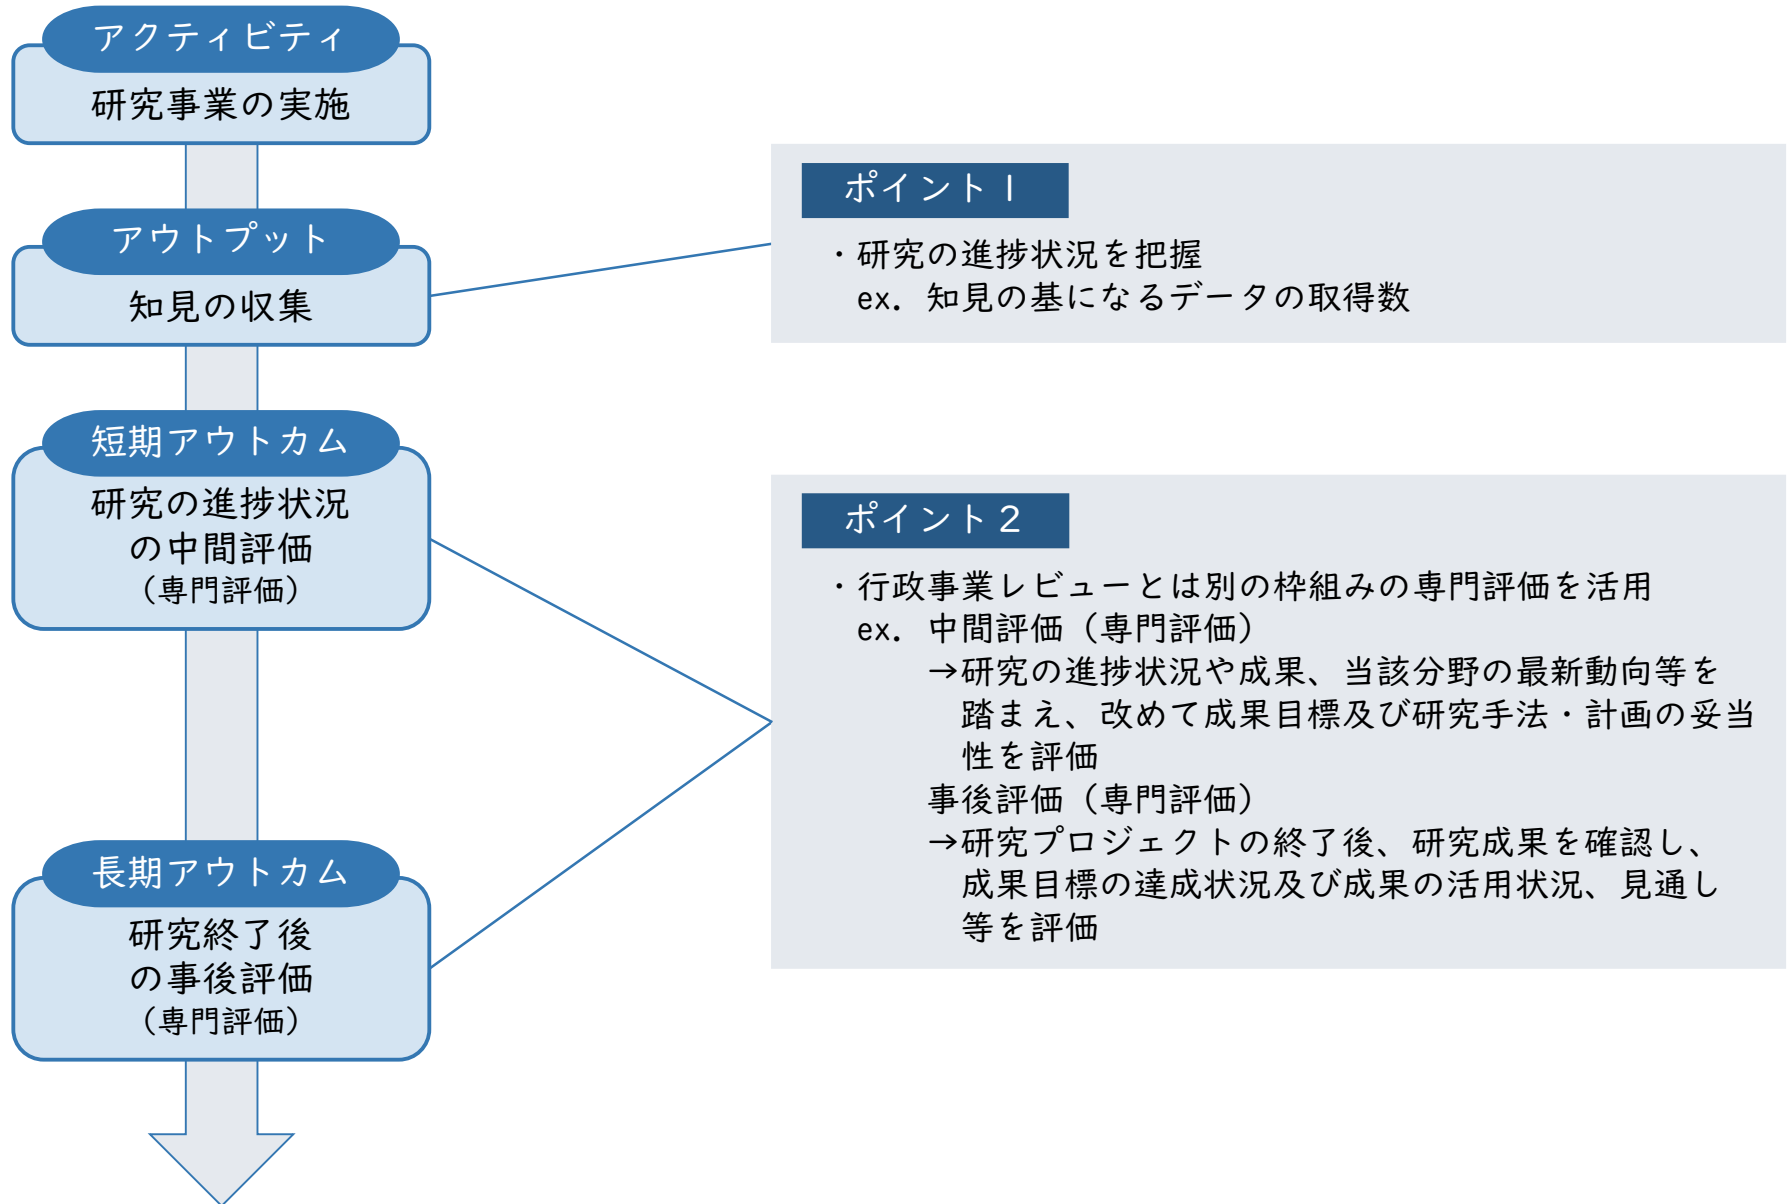 アクティビティ
研究事業の実施
アウトプット
知見の収集
短期アウトカム
研究の進捗状況
の中間評価
（専門評価）
長期アウトカム
研究終了後
の事後評価
（専門評価）
ポイント１
・研究の進捗状況を把握
ex．知見の基になるデータの取得数
ポイント２
・行政事業レビューとは別の枠組みの専門評価を活用
ex．中間評価（専門評価）
→研究の進捗状況や成果、当該分野の最新動向等を
踏まえ、改めて成果目標及び研究手法・計画の妥当
性を評価
事後評価（専門評価）
→研究プロジェクトの終了後、研究成果を確認し、
成果目標の達成状況及び成果の活用状況、見通し
等を評価